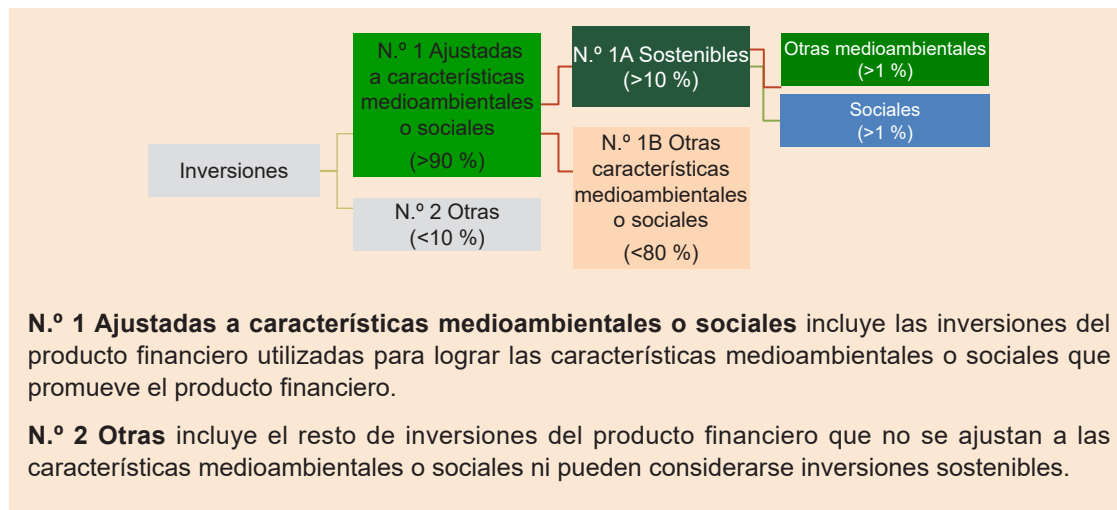 Inversiones
N.º 1 Ajustadas
a características
medioambientales
o sociales
(>90 %)
N.º 2 Otras
(<10 %)
N.º 1A Sostenibles
(>10 %)
N.º 1B Otras
características
medioambientales
o sociales
(<80 %)
Otras medioambientales
(>1 %)
Sociales
(>1 %)
N.º 1 Ajustadas a características medioambientales o sociales incluye las inversiones del
producto financiero utilizadas para lograr las características medioambientales o sociales que
promueve el producto financiero.
N.º 2 Otras incluye el resto de inversiones del producto financiero que no se ajustan a las
características medioambientales o sociales ni pueden considerarse inversiones sostenibles.